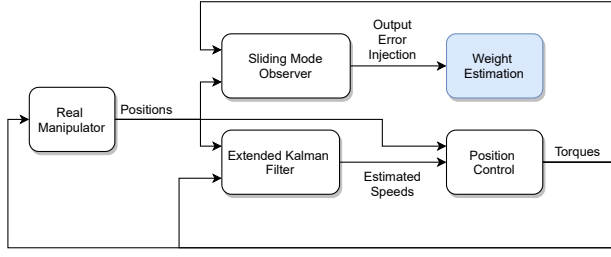 Output
Error
Injection
Sliding Mode
Observer
Weight
Estimation
Real
Manipulator
Positions
Extended Kalman
Filter
Estimated
Speeds
Position
Control
Torques